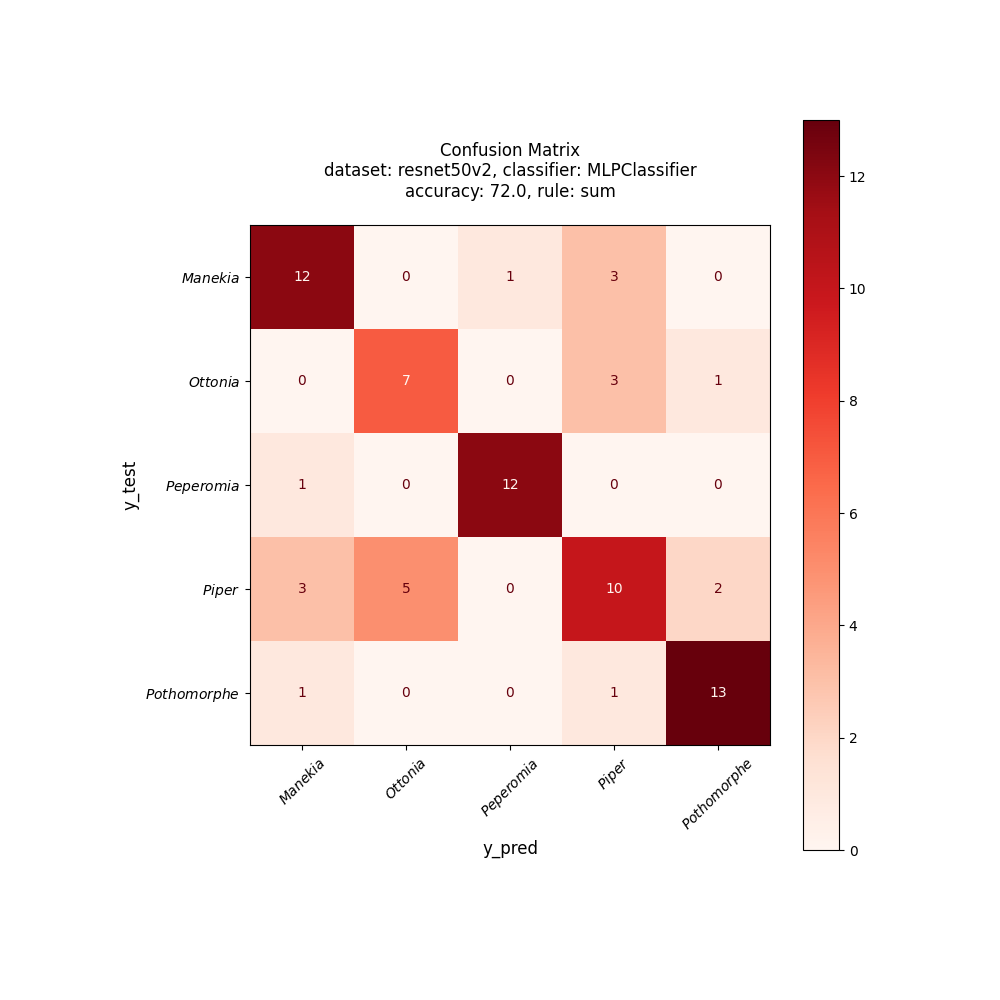 Confusion Matrix
dataset: resnet50v2, classifier: MLPClassifier
accuracy: 72.0, rule: sum
Manekia 12 0 1 3 0
Ottonia 0 7 0 3 1
Peperomia 1 0 12 0 0
Piper 3 5 0 10 2
Pothomorphe 1 0 0 1 13
y_test
Manekia Ottonia Peperomia Piper Pothomorphe
y_pred
12
10
8
6
4
2
0